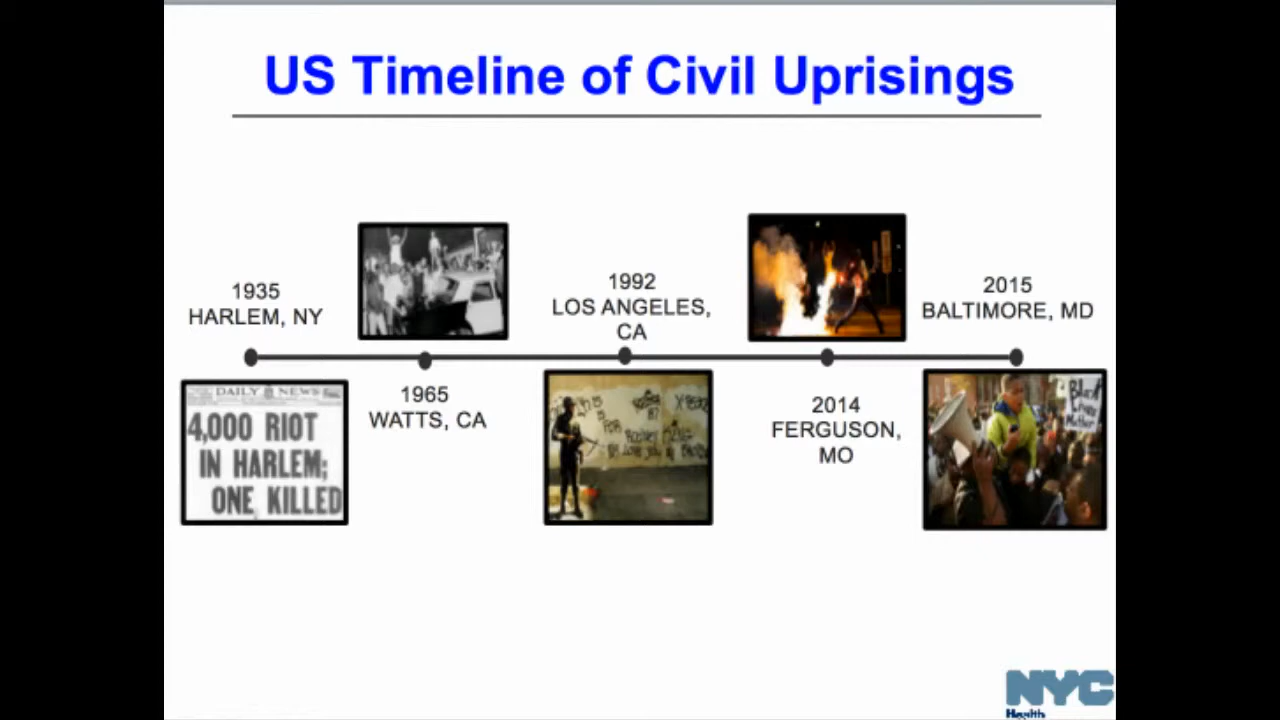 US Timeline of Civil Uprisings
1935
HARLEM, NY
1965
WATTS, CA
1992
LOS ANGELES,
CA
2014
FERGUSON,
MO
2015
BALTIMORE, MD
DAILY NEWS
4,000 RIOT
IN HARLEM;
ONE KILLED
Black
Lives
Matter
NYC
Health